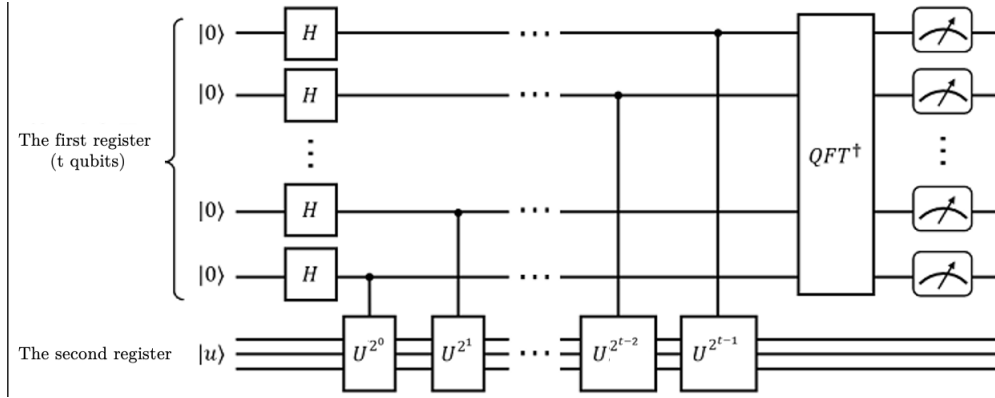 |0⟩ H ... 
|0⟩ H ...
⋮ ⋮
The first register
(t qubits)
QFT†
|0⟩ H ...
|0⟩ H ...
The second register |u⟩ U^{2^0} U^{2^1} ... U^{2^{t-2}} U^{2^{t-1}}